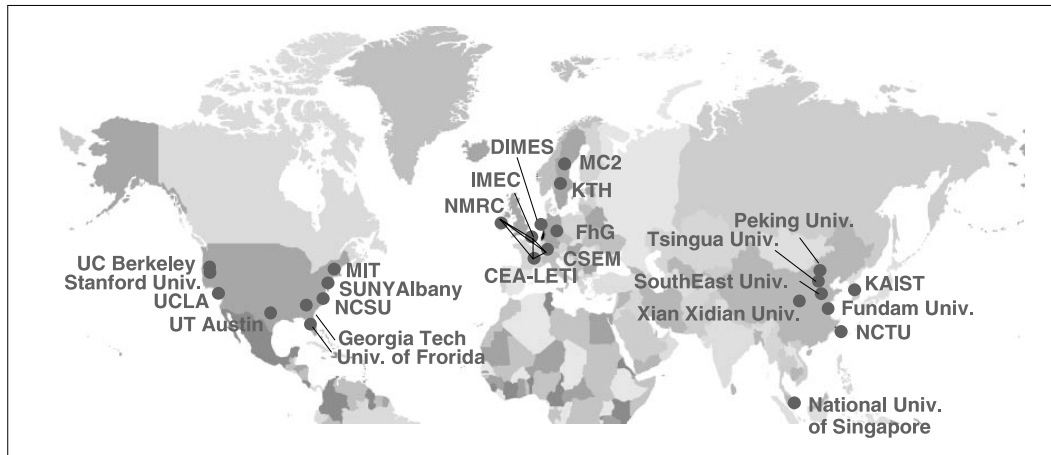 DIMES
MC2
IMEC
KTH
NMRC
FhG
CSEM
CEA-LETI
UC Berkeley
Stanford Univ.
UCLA
UT Austin
MIT
SUNYAlbany
NCSU
Georgia Tech
Univ. of Frorida
Peking Univ.
Tsingua Univ.
SouthEast Univ.
KAIST
Xian Xidian Univ.
Fundam Univ.
NCTU
National Univ.
of Singapore